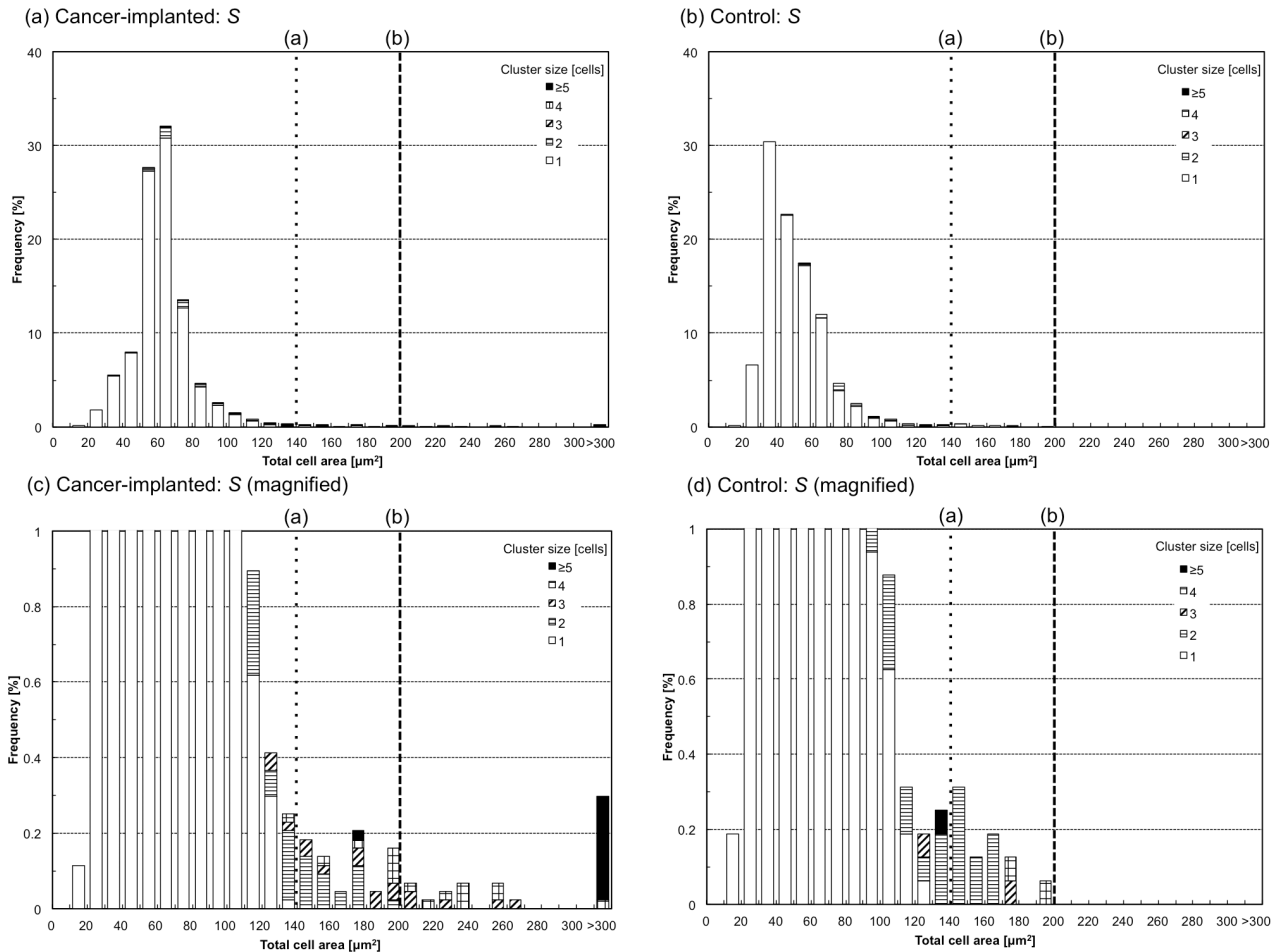 (a) Cancer-implanted: S
(a)
(b)
40
30
20
10
0
Frequency [%]
Cluster size [cells]
≥5
4
3
2
1
0 20 40 60 80 100 120 140 160 180 200 220 240 260 280 300 >300
Total cell area [µm²]
(b) Control: S
(a)
(b)
40
30
20
10
0
Frequency [%]
Cluster size [cells]
≥5
4
3
2
1
0 20 40 60 80 100 120 140 160 180 200 220 240 260 280 300 >300
Total cell area [µm²]
(c) Cancer-implanted: S (magnified)
(a)
(b)
1
0.8
0.6
0.4
0.2
0
Frequency [%]
Cluster size [cells]
≥5
4
3
2
1
0 20 40 60 80 100 120 140 160 180 200 220 240 260 280 300 >300
Total cell area [µm²]
(d) Control: S (magnified)
(a)
(b)
1
0.8
0.6
0.4
0.2
0
Frequency [%]
Cluster size [cells]
≥5
4
3
2
1
0 20 40 60 80 100 120 140 160 180 200 220 240 260 280 300 >300
Total cell area [µm²]